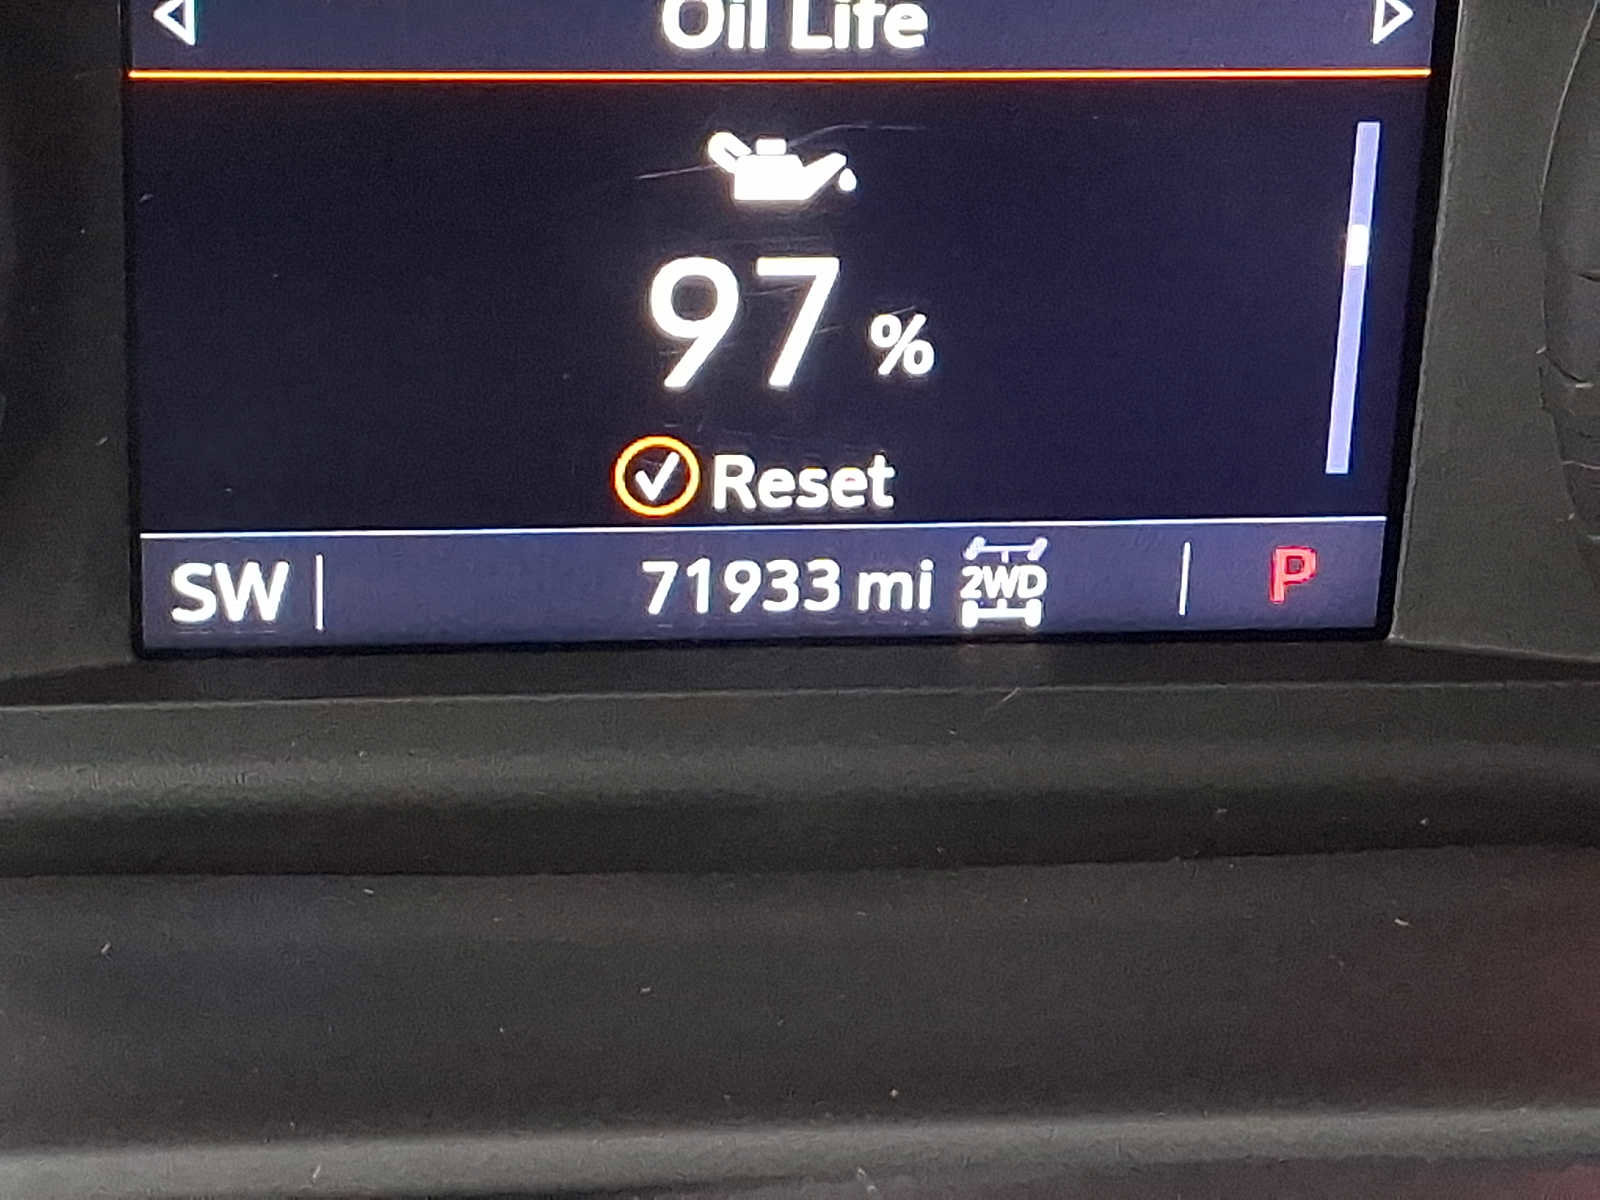 Oil Life
97 %
Reset
SW 71933 mi 2WD P